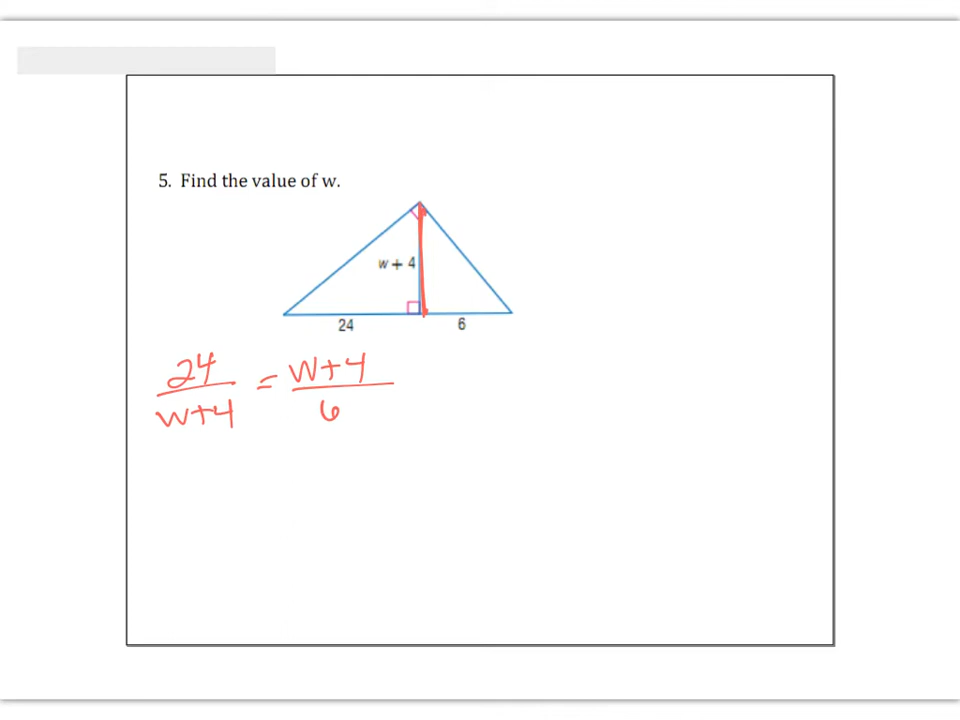 5. Find the value of w.
w + 4
24
6
24/w+4 = w+4/6